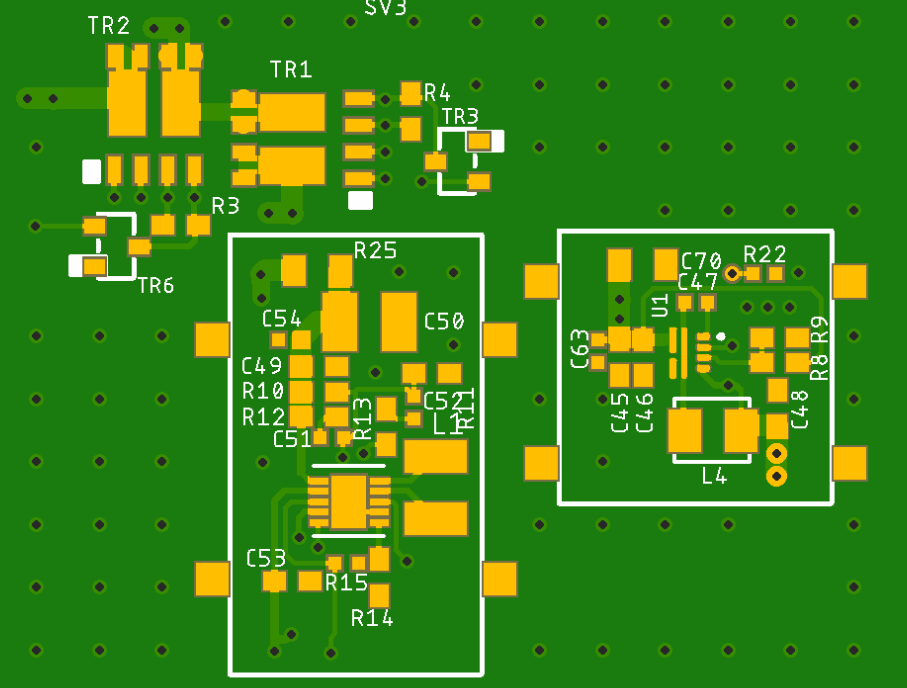 SV3
TR2
TR1
R4
TR3
R3
TR6
R25
C54
C50
C49
R10
R12
C51
R13
C52
R11
L1
C53
R15
R14
C70
R22
C47
U1
C63
R9
R8
C45
C46
C48
L4